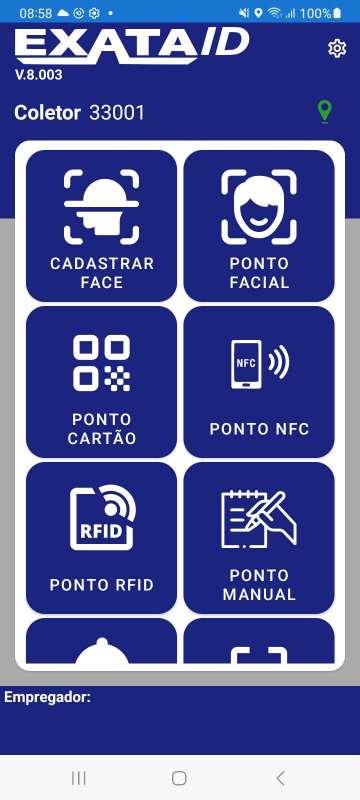 08:58
100%
EXATAID
V.8.003
Coletor 33001
CADASTRAR
FACE
PONTO
FACIAL
PONTO
CARTÃO
NFC
PONTO NFC
RFID
PONTO RFID
PONTO
MANUAL
Empregador: